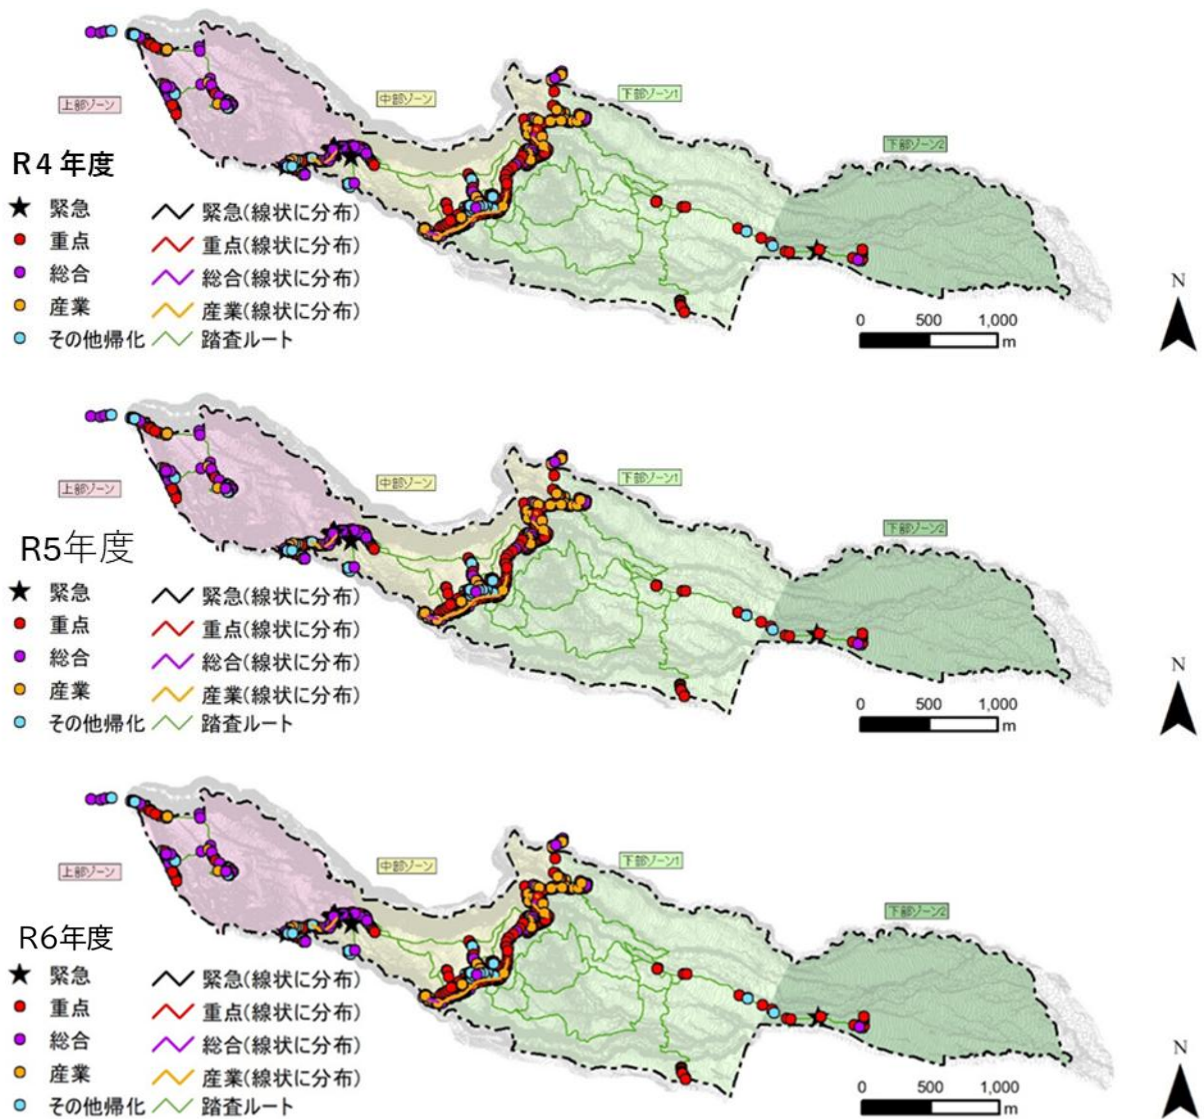 上部ゾーン
中部ゾーン
下部ゾーン1
下部ゾーン2
R4年度
緊急 緊急(線状に分布)
重点 重点(線状に分布)
総合 総合(線状に分布)
産業 産業(線状に分布)
その他帰化 踏査ルート
0 500 1,000
m
N
上部ゾーン
中部ゾーン
下部ゾーン1
下部ゾーン2
R5年度
緊急 緊急(線状に分布)
重点 重点(線状に分布)
総合 総合(線状に分布)
産業 産業(線状に分布)
その他帰化 踏査ルート
0 500 1,000
m
N
上部ゾーン
中部ゾーン
下部ゾーン1
下部ゾーン2
R6年度
緊急 緊急(線状に分布)
重点 重点(線状に分布)
総合 総合(線状に分布)
産業 産業(線状に分布)
その他帰化 踏査ルート
0 500 1,000
m
N